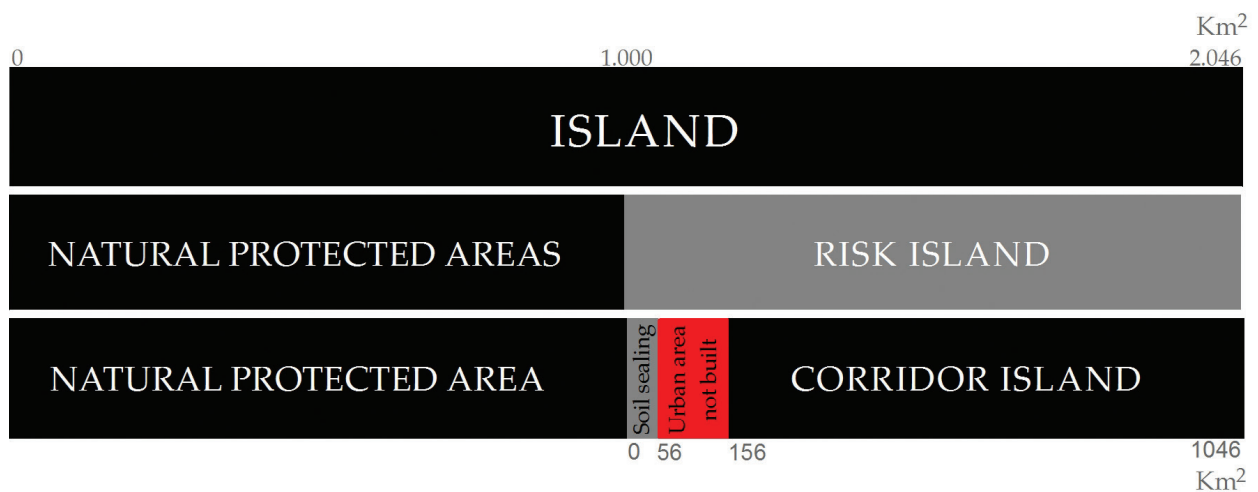 Km²
0 1.000 2.046
ISLAND
NATURAL PROTECTED AREAS RISK ISLAND
NATURAL PROTECTED AREA
Soil sealing
Urban area
not built
CORRIDOR ISLAND
0 56 156 1046
Km²